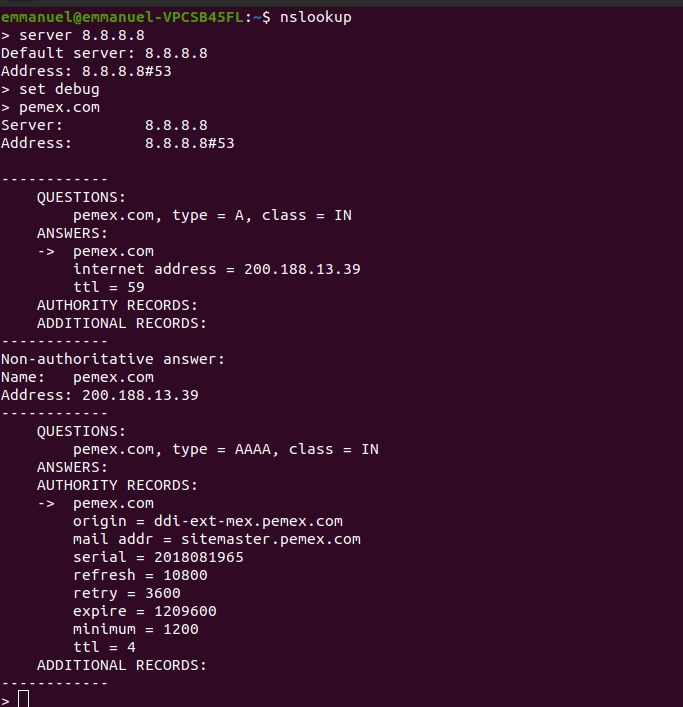 emmanuel@emmanuel-VPCSB45FL:~$ nslookup
> server 8.8.8.8
Default server: 8.8.8.8
Address: 8.8.8.8#53
> set debug
> pemex.com
Server:         8.8.8.8
Address:        8.8.8.8#53

------------
    QUESTIONS:
        pemex.com, type = A, class = IN
    ANSWERS:
    ->  pemex.com
        internet address = 200.188.13.39
        ttl = 59
    AUTHORITY RECORDS:
    ADDITIONAL RECORDS:
------------
Non-authoritative answer:
Name:   pemex.com
Address: 200.188.13.39
------------
    QUESTIONS:
        pemex.com, type = AAAA, class = IN
    ANSWERS:
    AUTHORITY RECORDS:
    ->  pemex.com
        origin = ddi-ext-mex.pemex.com
        mail addr = sitemaster.pemex.com
        serial = 2018081965
        refresh = 10800
        retry = 3600
        expire = 1209600
        minimum = 1200
        ttl = 4
    ADDITIONAL RECORDS:
------------
>